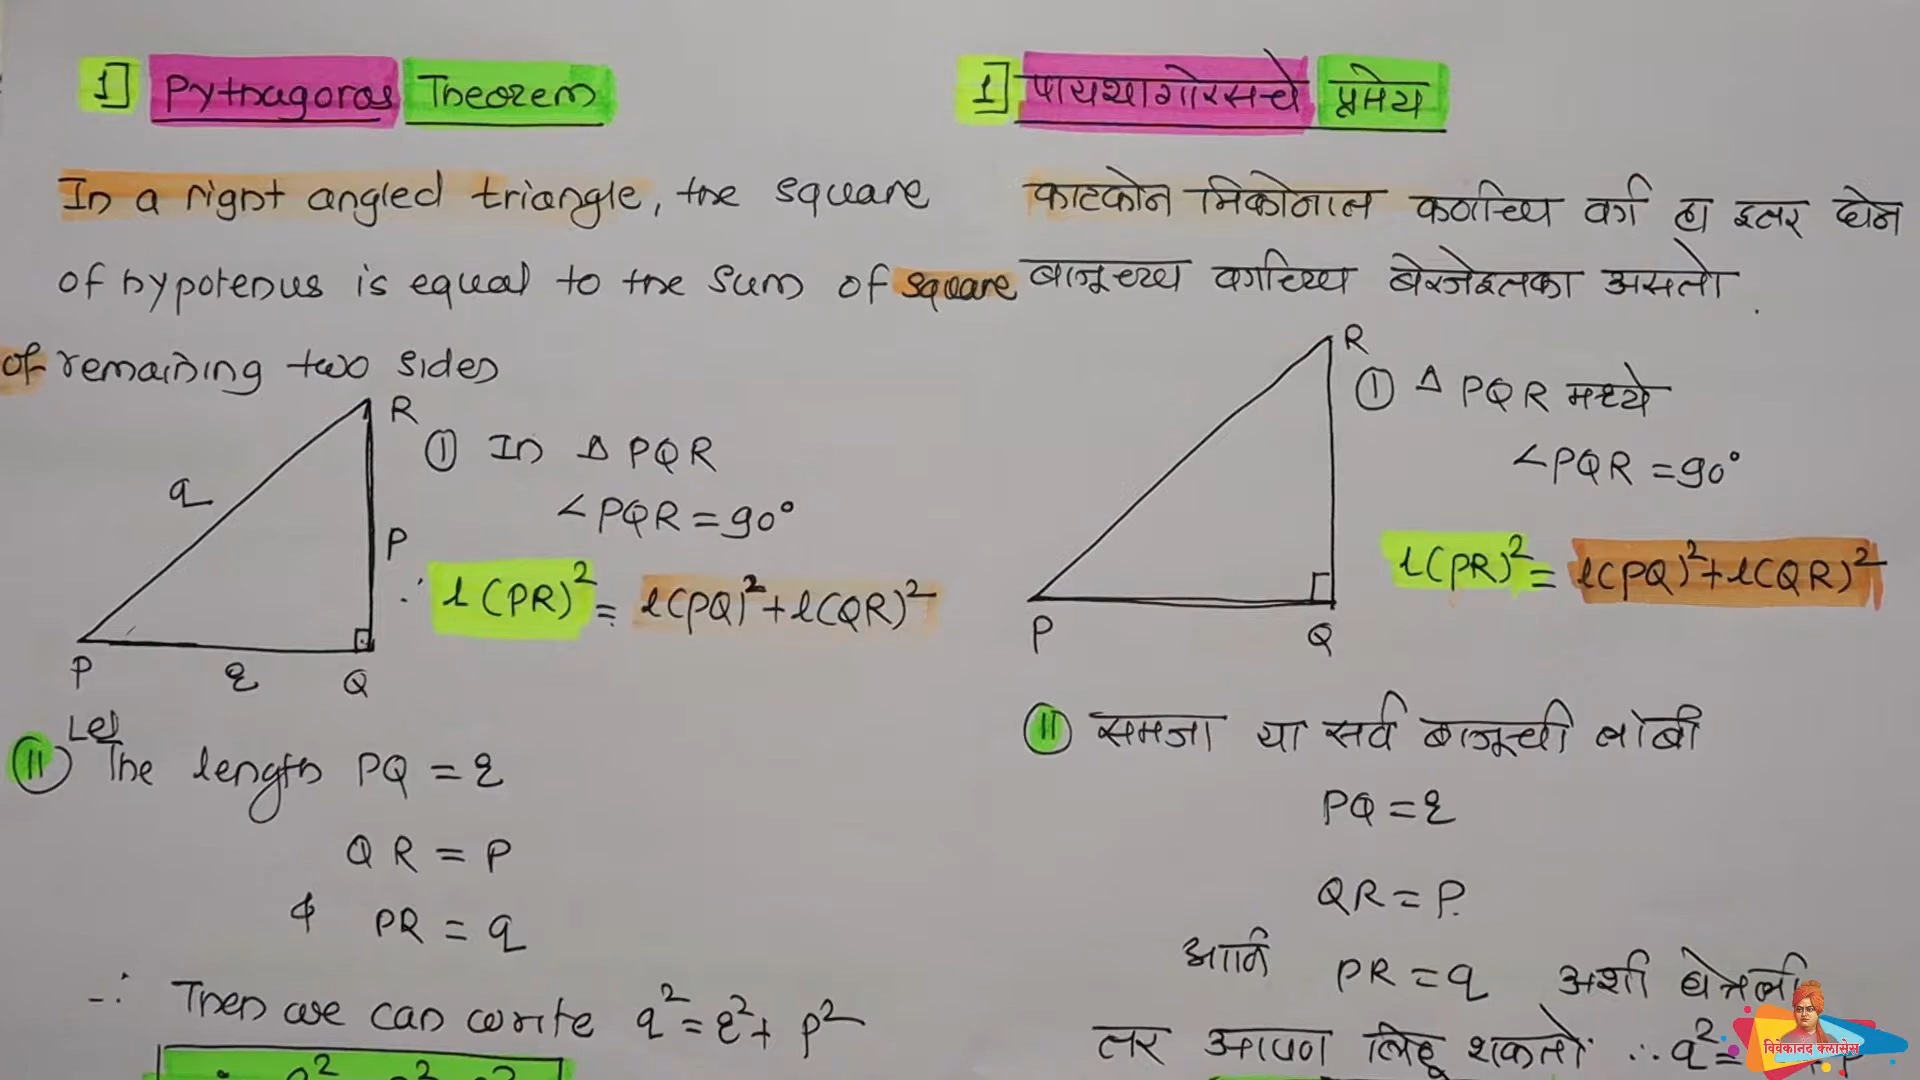 1] Pythagoras Theorem
In a right angled triangle, the square
of hypotenus is equal to the sum of square
of remaining two sides
R
q
P
P
ε
Q
① In Δ PQR
∠PQR = 90°
∴ l(PR)² = l(PQ)² + l(QR)²
Let
(II) The length PQ = ε
QR = P
& PR = q
∴ Then we can write q² = ε² + p²
1] पायथागोरसचे प्रमेय
काटकोन त्रिकोनात कर्णाच्या वर्ग हा इतर दोन
बाजूच्या वर्गाच्या बेरजेइतका असतो
R
P
Q
① Δ PQR मध्ये
∠PQR = 90°
l(PR)² = l(PQ)² + l(QR)²
(II) समजा या सर्व बाजूची लांबी
PQ = ε
QR = P.
आणि PR = q अशी घेतली
तर आपण लिहू शकतो ∴ q² =
विवेकानंद क्लासेस